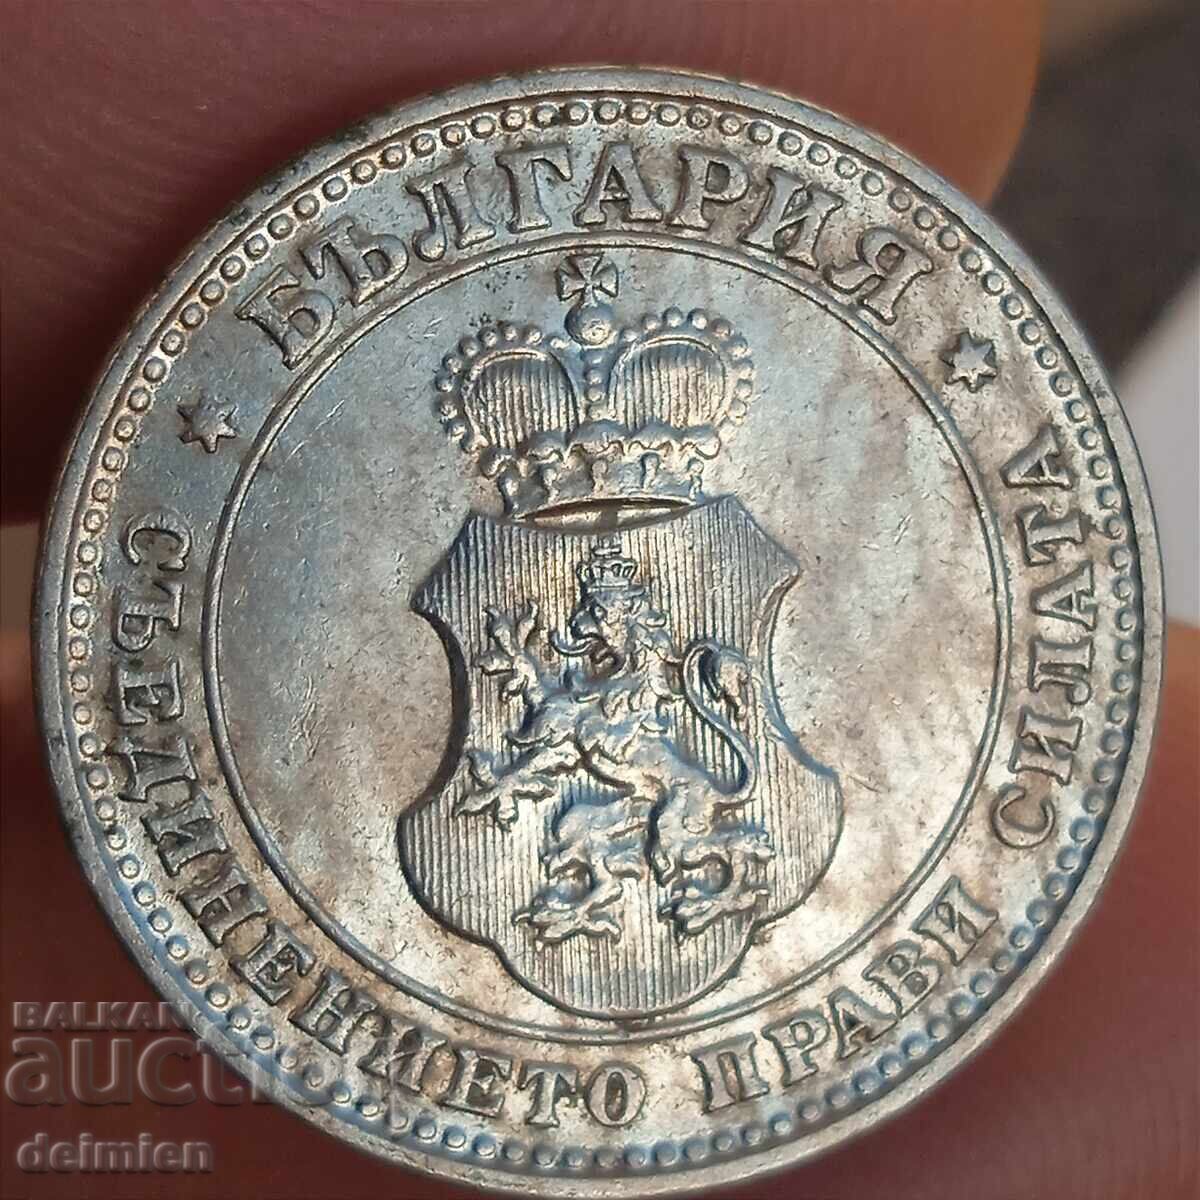 БЪЛГАРИЯ
СЪЕДИНЕНИЕТО ПРАВИ СИЛАТА
BALKAN
auction
deimien